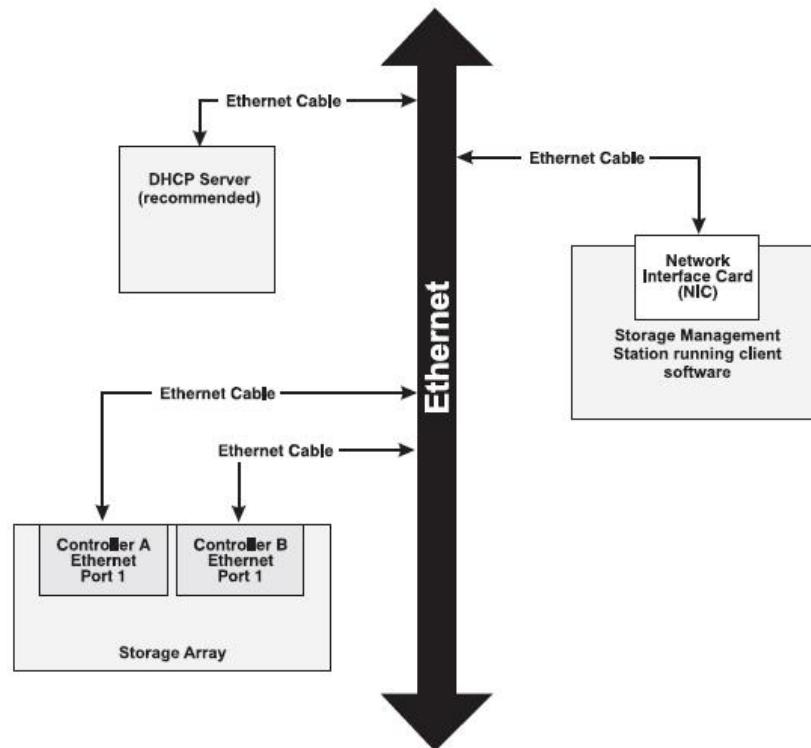 Ethernet Cable
DHCP Server
(recommended)
Ethernet Cable
Network
Interface Card
(NIC)
Storage Management
Station running client
software
Ethernet
Ethernet Cable
Ethernet Cable
Controller A
Ethernet
Port 1
Controller B
Ethernet
Port 1
Storage Array